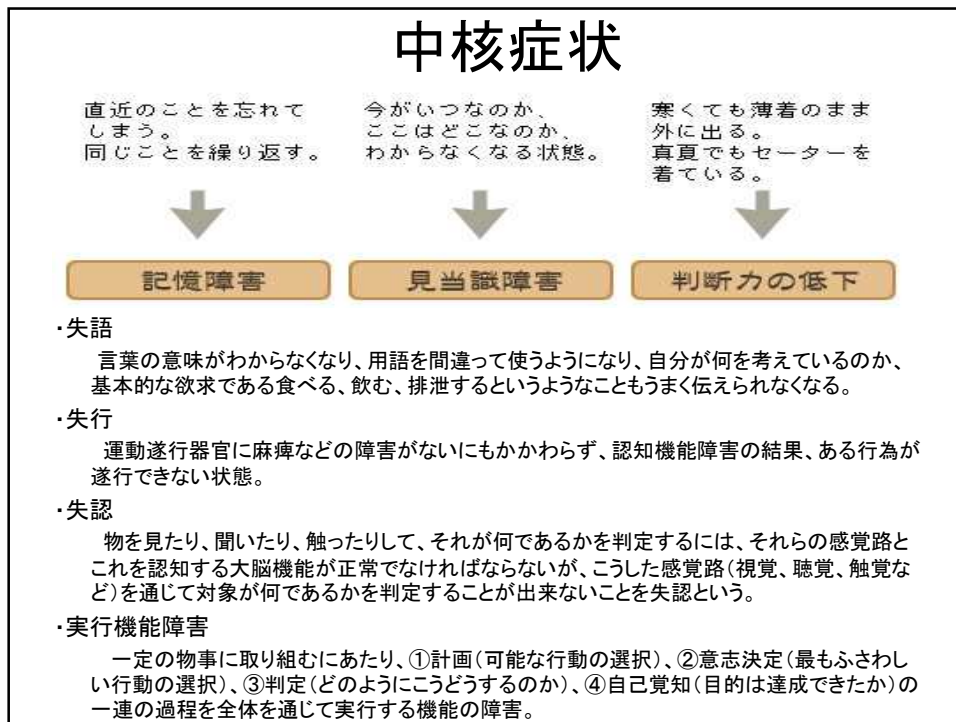 中核症状
直近のことを忘れて
しまう。
同じことを繰り返す。
今がいつなのか、
ここはどこなのか、
わからなくなる状態。
寒くても薄着のまま
外に出る。
真夏でもセーターを
着ている。
記憶障害
見当識障害
判断力の低下
・失語
言葉の意味がわからなくなり、用語を間違って使うようになり、自分が何を考えているのか、
基本的な欲求である食べる、飲む、排泄するというようなこともうまく伝えられなくなる。
・失行
運動遂行器官に麻痺などの障害がないにもかかわらず、認知機能障害の結果、ある行為が
遂行できない状態。
・失認
物を見たり、聞いたり、触ったりして、それが何であるかを判定するには、それらの感覚路と
これを認知する大脳機能が正常でなければならないが、こうした感覚路(視覚、聴覚、触覚な
ど)を通じて対象が何であるかを判定することが出来ないことを失認という。
・実行機能障害
一定の物事に取り組むにあたり、①計画(可能な行動の選択)、②意志決定(最もふさわし
い行動の選択)、③判定(どのようにこうどうするのか)、④自己覚知(目的は達成できたか)の
一連の過程を全体を通じて実行する機能の障害。